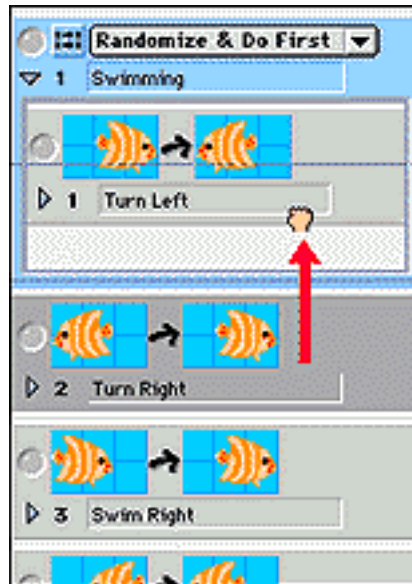 Randomize & Do First
1 Swimming
1 Turn Left
2 Turn Right
3 Swim Right